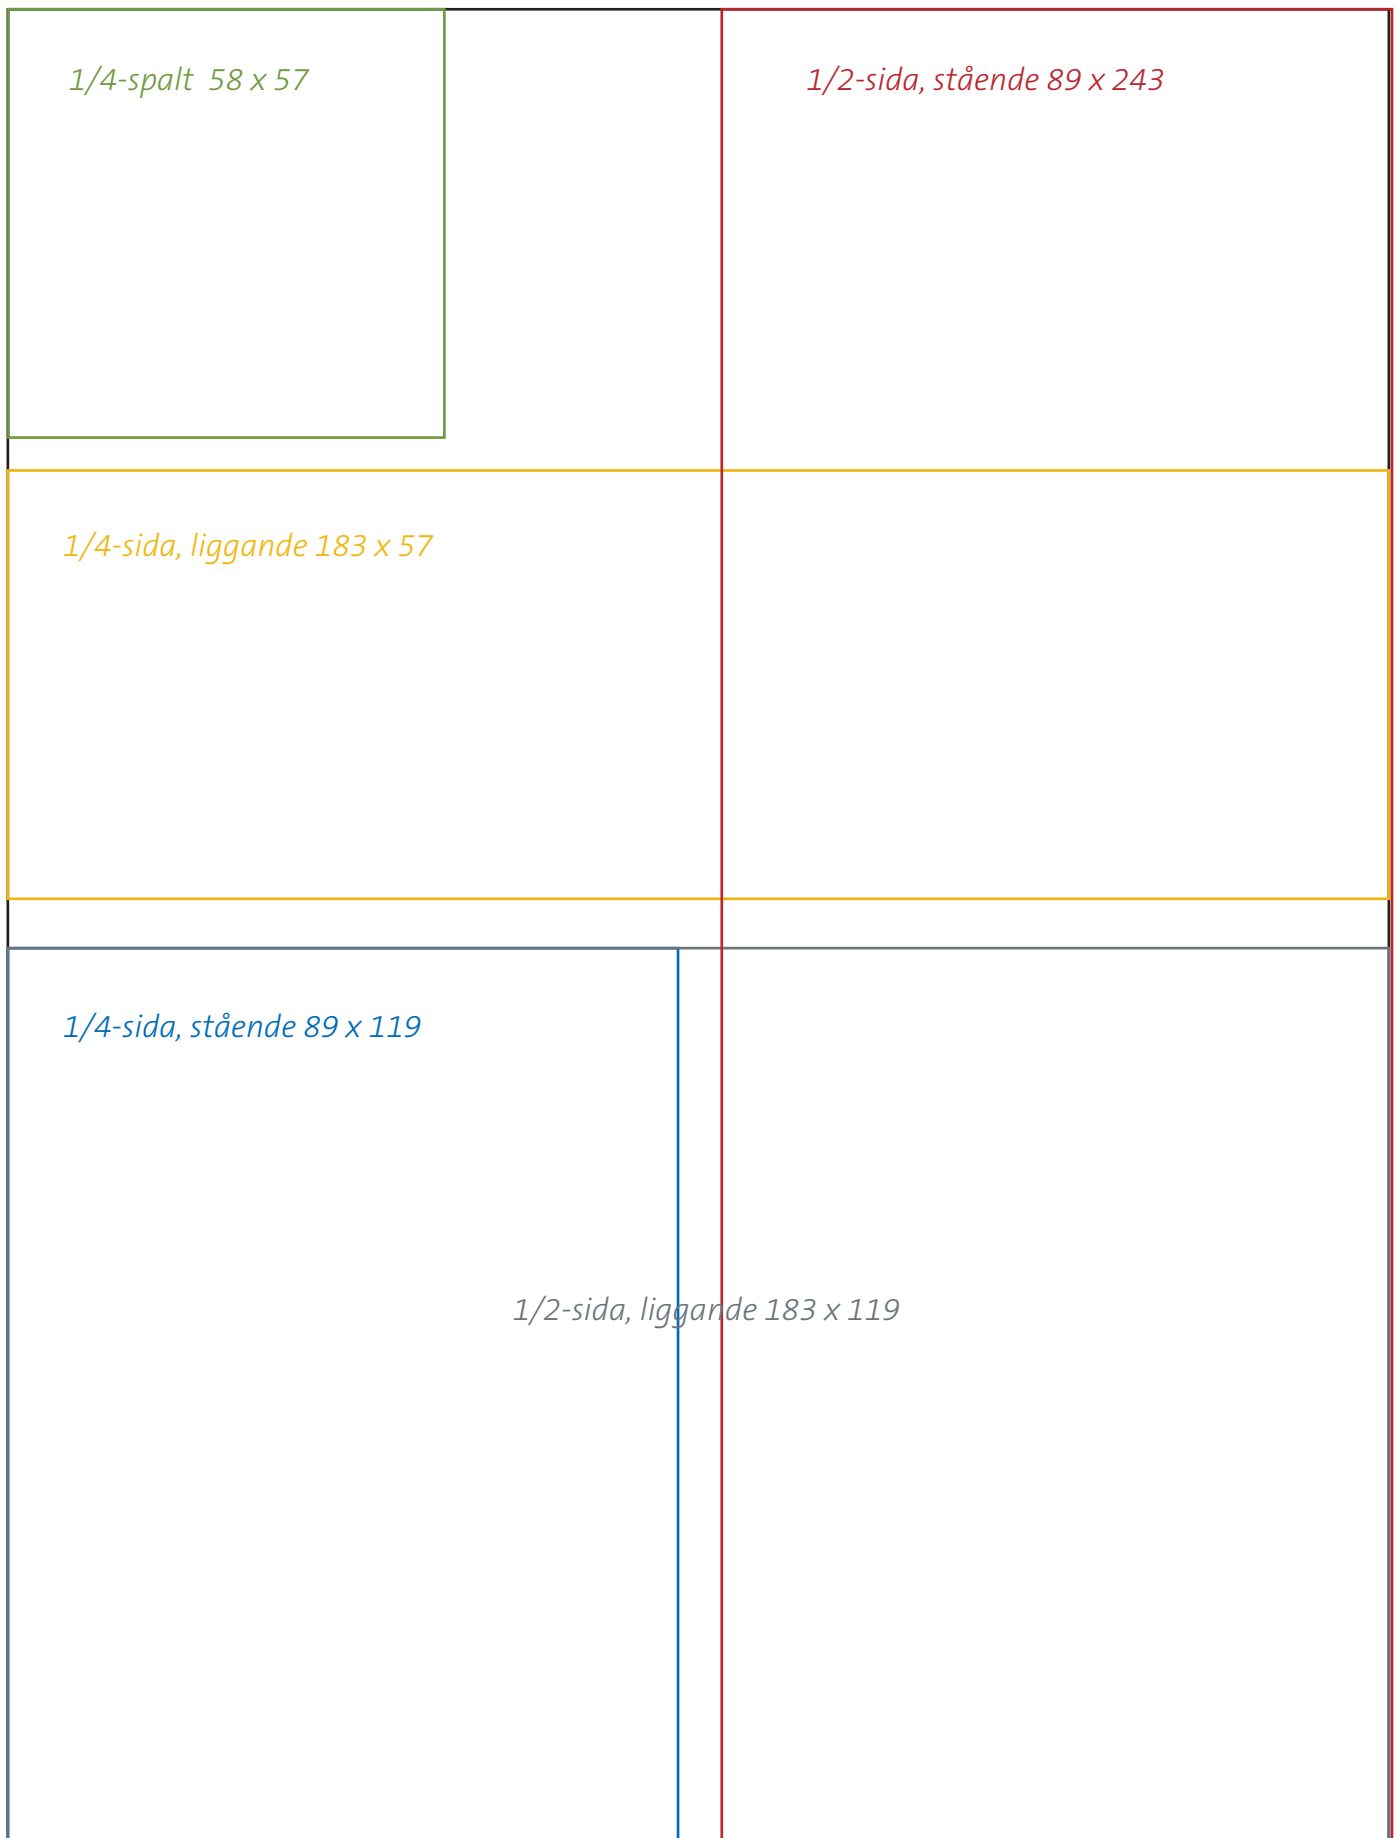 1/4-spalt  58 x 57
1/2-sida, stående 89 x 243
1/4-sida, liggande 183 x 57
1/4-sida, stående 89 x 119
1/2-sida, liggande 183 x 119